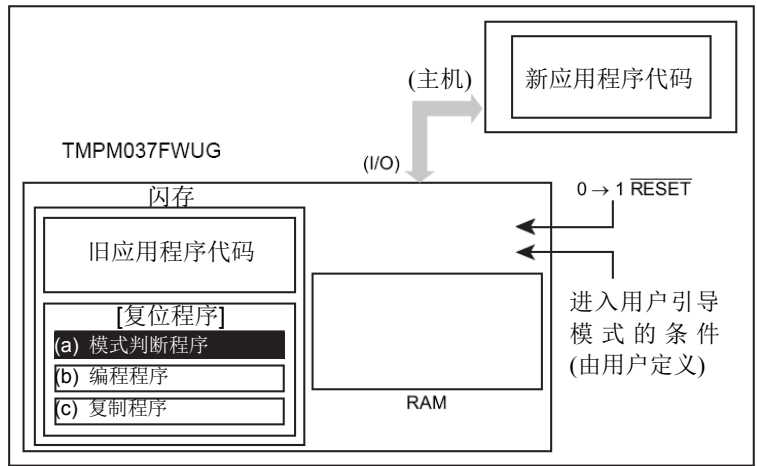 (主机)
新应用程序代码
TMPM037FWUG
(I/O)
0 → 1 RESET
闪存
旧应用程序代码
[复位程序]
(a) 模式判断程序
(b) 编程程序
(c) 复制程序
RAM
进入用户引导
模式的条件
(由用户定义)